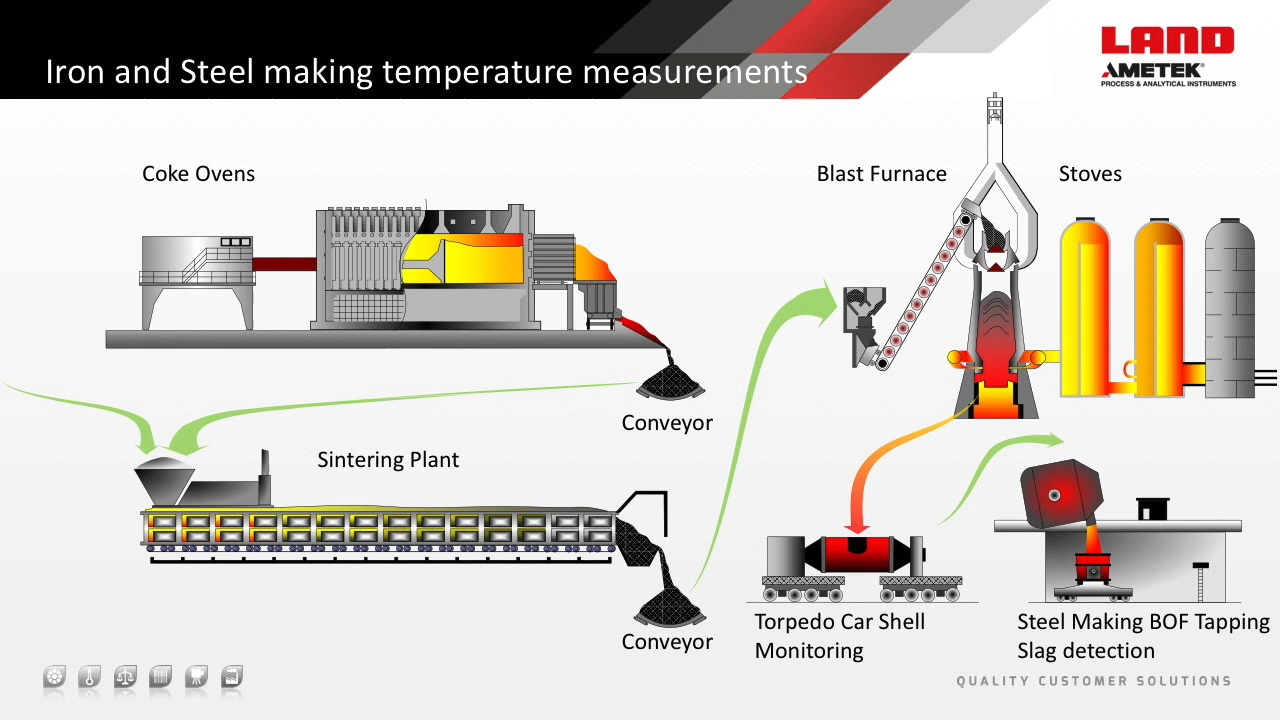 Iron and Steel making temperature measurements
LAND
AMETEK®
PROCESS & ANALYTICAL INSTRUMENTS
Coke Ovens
Blast Furnace
Stoves
Conveyor
Sintering Plant
Conveyor
Torpedo Car Shell
Monitoring
Steel Making BOF Tapping
Slag detection
QUALITY CUSTOMER SOLUTIONS